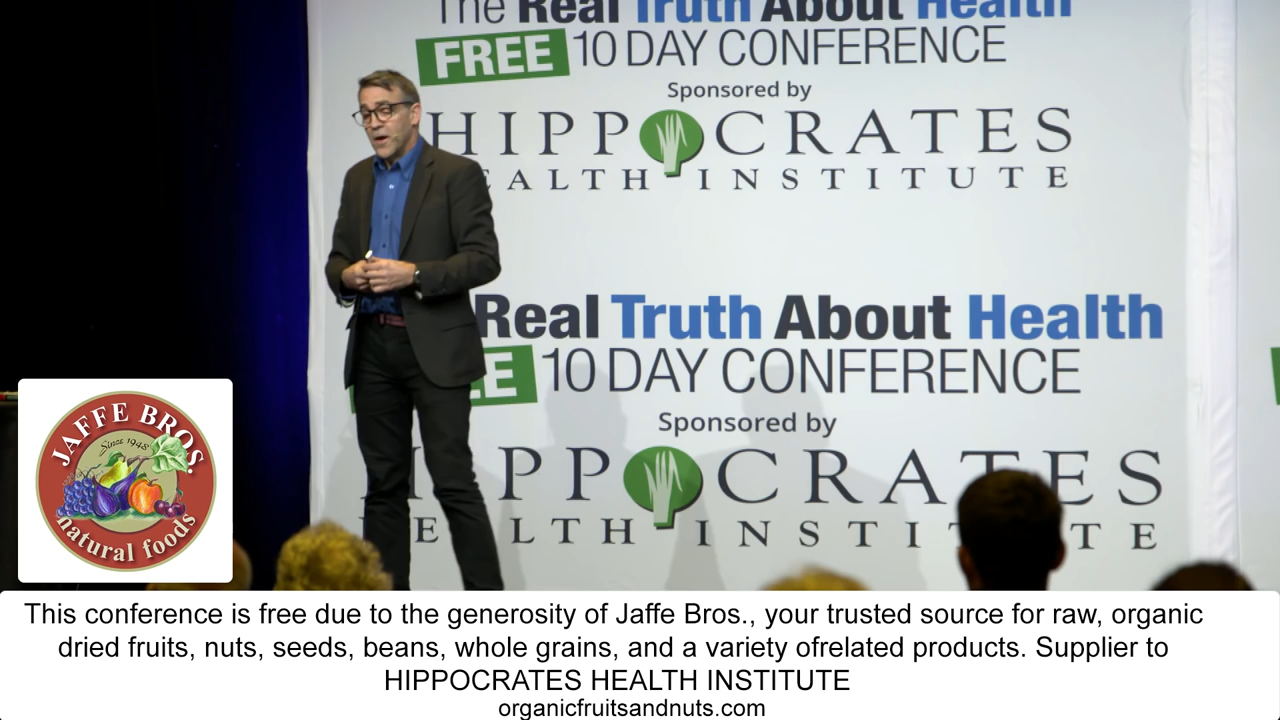 The Real Truth About Health
FREE 10 DAY CONFERENCE
Sponsored by
HIPPOCRATES
EALTH INSTITUTE
Real Truth About Health
EE 10 DAY CONFERENCE
Sponsored by
H PPOCRATES
HEALTH INSTITUTE
JAFFE BROS.
Since 1948
natural foods
This conference is free due to the generosity of Jaffe Bros., your trusted source for raw, organic
dried fruits, nuts, seeds, beans, whole grains, and a variety ofrelated products. Supplier to
HIPPOCRATES HEALTH INSTITUTE
organicfruitsandnuts.com